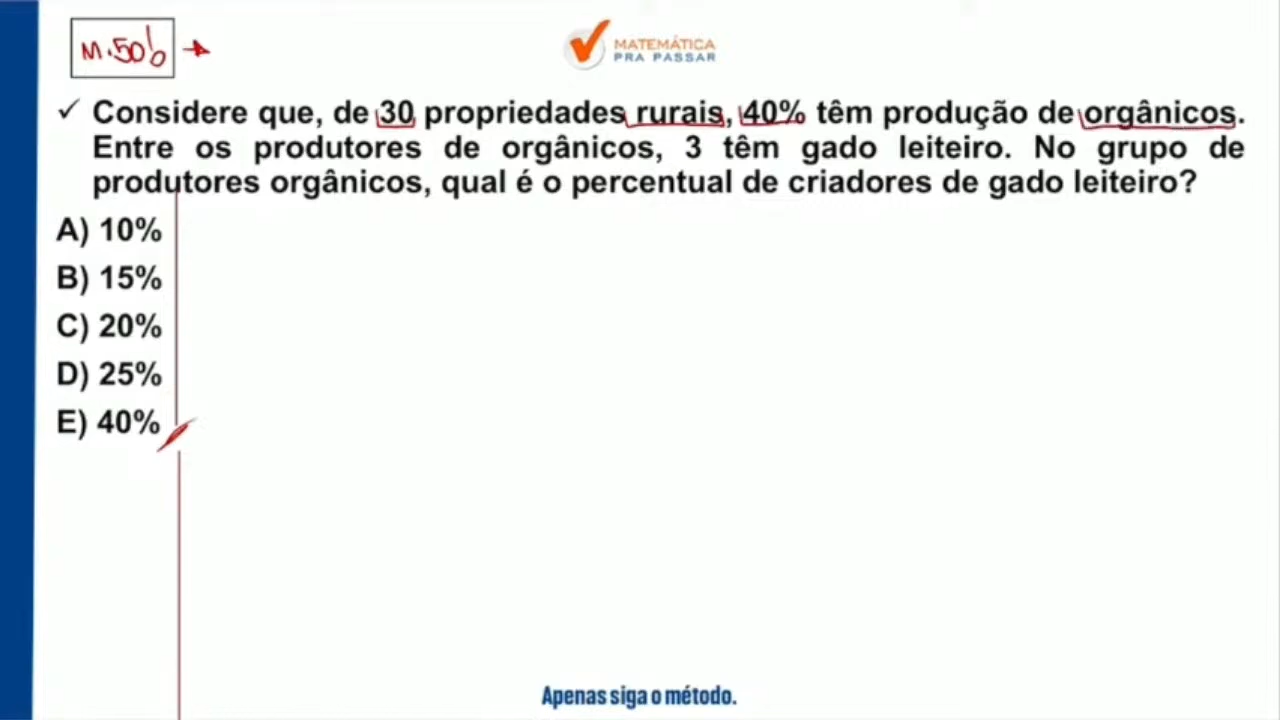 M.50b
MATEMÁTICA
PRA PASSAR
✓ Considere que, de 30 propriedades rurais, 40% têm produção de orgânicos.
Entre os produtores de orgânicos, 3 têm gado leiteiro. No grupo de
produtores orgânicos, qual é o percentual de criadores de gado leiteiro?
A) 10%
B) 15%
C) 20%
D) 25%
E) 40%
Apenas siga o método.